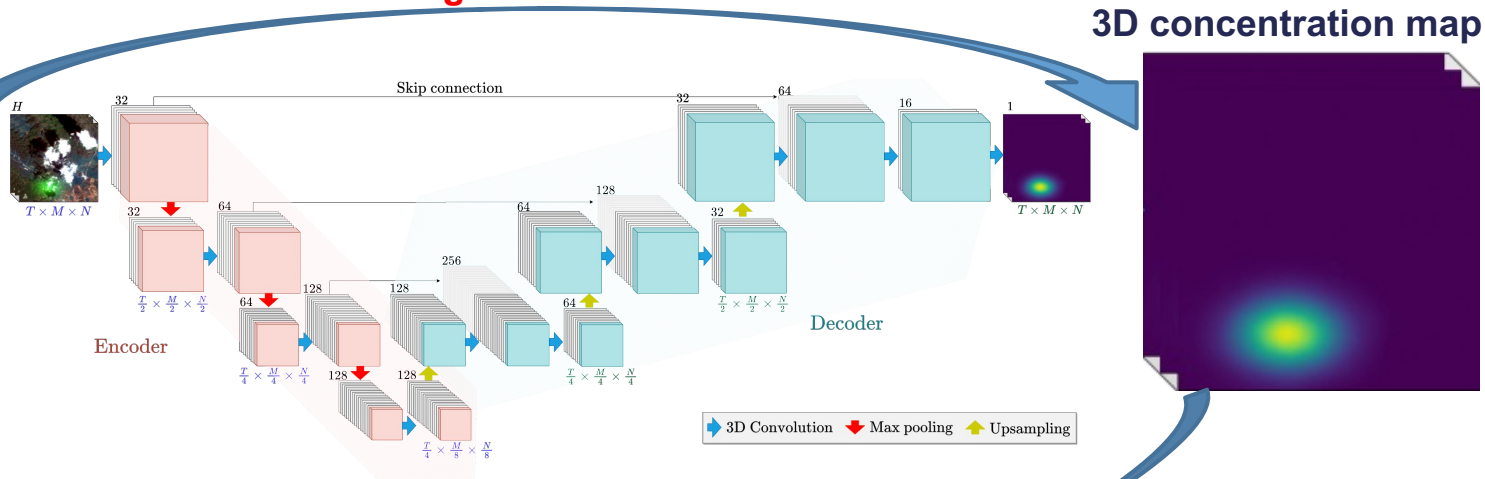 g
3D concentration map
Skip connection
H
32
32
64
16
1
T × M × N
T × M × N
32
64
64
128
32
T/2 × M/2 × N/2
T/2 × M/2 × N/2
256
64
128
128
64
Encoder
Decoder
T/4 × M/4 × N/4
T/4 × M/4 × N/4
128
128
3D Convolution
Max pooling
Upsampling
T/4 × M/8 × N/8